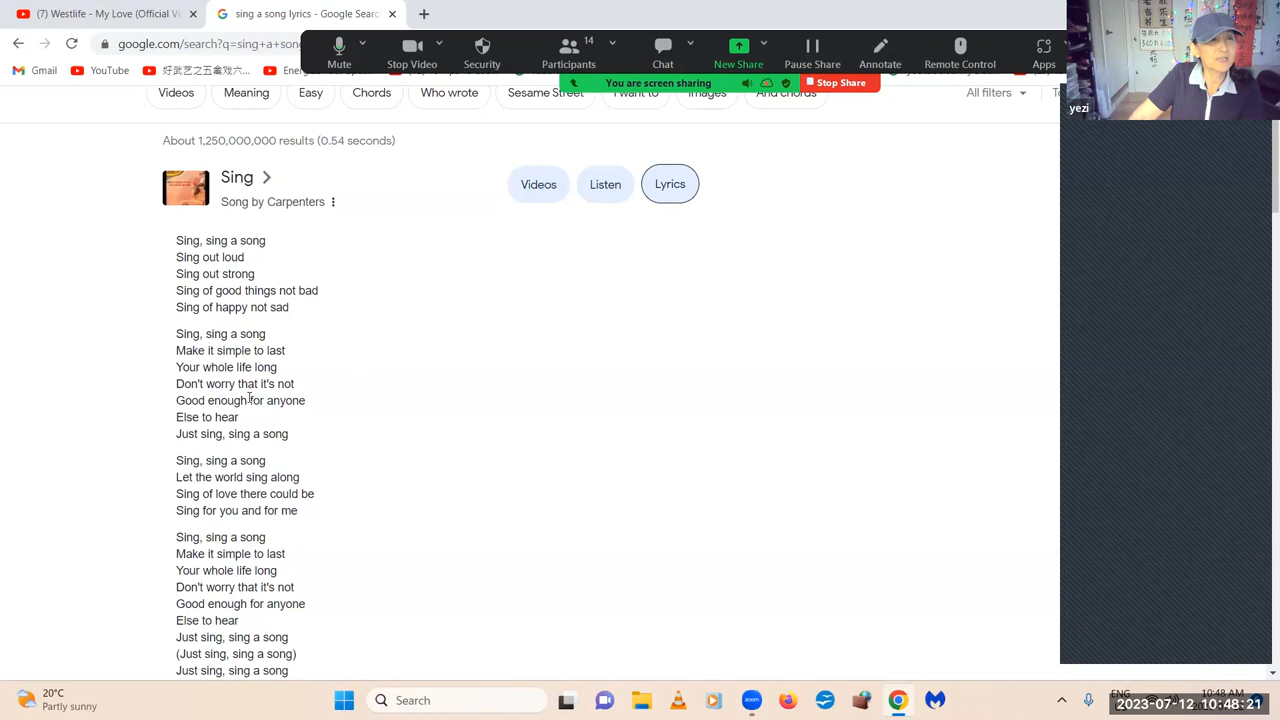 (7) Westlife - My Love (Official V
sing a song lyrics - Google Searc
google.com/search?q=sing+a+son
Mute
Stop Video
Security
14
Participants
Chat
New Share
Pause Share
Annotate
Remote Control
Apps
You are screen sharing
Stop Share
yezi
Gmail
YouTube
好武艺之五禽戏六...
Videos
Meaning
Easy
Chords
Who wrote
Sesame Street
I want to
Images
And chords
All filters
About 1,250,000,000 results (0.54 seconds)
Sing
Song by Carpenters
Videos
Listen
Lyrics
Sing, sing a song
Sing out loud
Sing out strong
Sing of good things not bad
Sing of happy not sad
Sing, sing a song
Make it simple to last
Your whole life long
Don't worry that it's not
Good enough for anyone
Else to hear
Just sing, sing a song
Sing, sing a song
Let the world sing along
Sing of love there could be
Sing for you and for me
Sing, sing a song
Make it simple to last
Your whole life long
Don't worry that it's not
Good enough for anyone
Else to hear
Just sing, sing a song
(Just sing, sing a song)
Just sing, sing a song
20°C
Partly sunny
Search
zoom
ENG
10:48 AM
2023-07-12 10:48:21